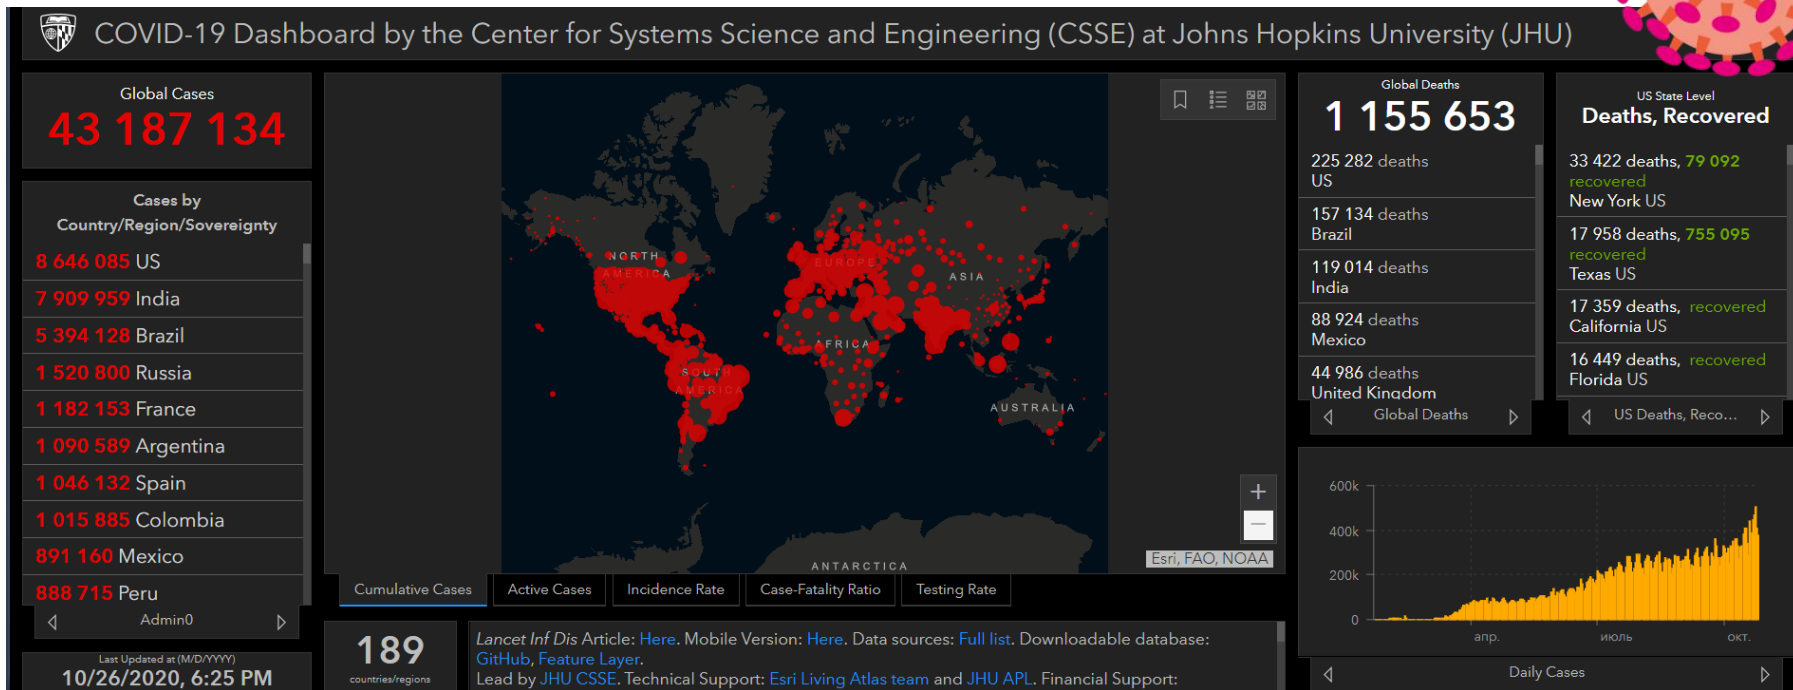 COVID-19 Dashboard by the Center for Systems Science and Engineering (CSSE) at Johns Hopkins University (JHU)
Global Cases
43 187 134
Cases by
Country/Region/Sovereignty
8 646 085 US
7 909 959 India
5 394 128 Brazil
1 520 800 Russia
1 182 153 France
1 090 589 Argentina
1 046 132 Spain
1 015 885 Colombia
891 160 Mexico
888 715 Peru
Admin0
Last Updated at (M/D/YYYY)
10/26/2020, 6:25 PM
NORTH
AMERICA
EUROPE
ASIA
AFRICA
SOUTH
AMERICA
AUSTRALIA
ANTARCTICA
+
−
Esri, FAO, NOAA
Cumulative Cases
Active Cases
Incidence Rate
Case-Fatality Ratio
Testing Rate
189
countries/regions
Lancet Inf Dis Article: Here. Mobile Version: Here. Data sources: Full list. Downloadable database:
GitHub, Feature Layer.
Lead by JHU CSSE. Technical Support: Esri Living Atlas team and JHU APL. Financial Support:
Global Deaths
1 155 653
225 282 deaths
US
157 134 deaths
Brazil
119 014 deaths
India
88 924 deaths
Mexico
44 986 deaths
United Kingdom
Global Deaths
US State Level
Deaths, Recovered
33 422 deaths, 79 092
recovered
New York US
17 958 deaths, 755 095
recovered
Texas US
17 359 deaths, recovered
California US
16 449 deaths, recovered
Florida US
US Deaths, Reco...
600k
400k
200k
0
апр.
июль
окт.
Daily Cases